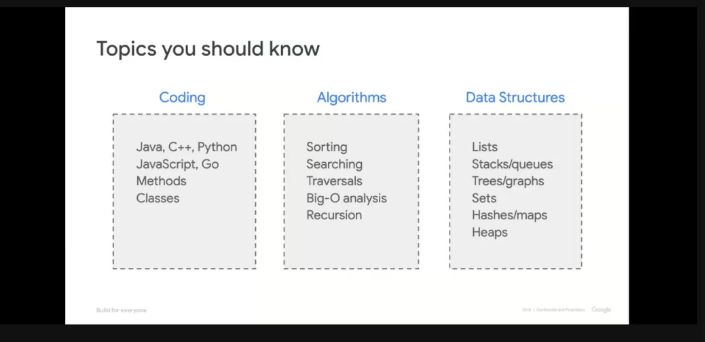 Topics you should know
Coding
Java, C++, Python
JavaScript, Go
Methods
Classes
Algorithms
Sorting
Searching
Traversals
Big-O analysis
Recursion
Data Structures
Lists
Stacks/queues
Trees/graphs
Sets
Hashes/maps
Heaps
Build for everyone
Confidential and Proprietary
Google